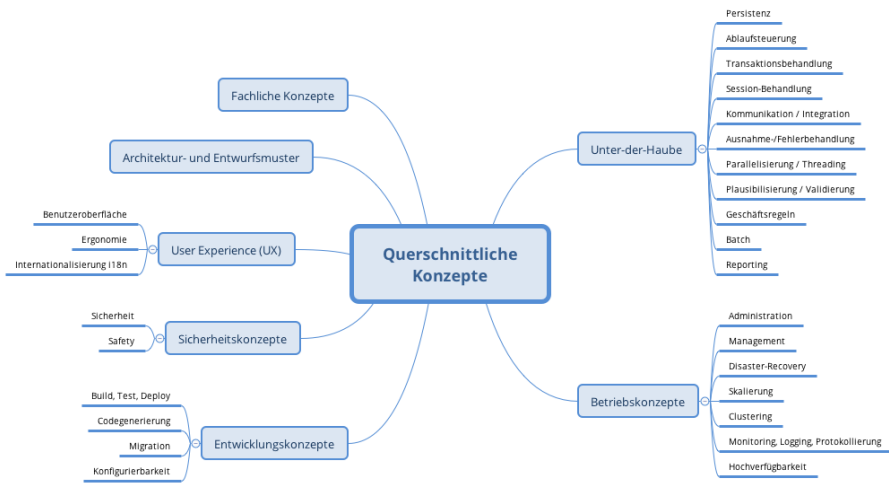 Querschnittliche
Konzepte
Fachliche Konzepte
Architektur- und Entwurfsmuster
User Experience (UX)
Benutzeroberfläche
Ergonomie
Internationalisierung i18n
Sicherheitskonzepte
Sicherheit
Safety
Entwicklungskonzepte
Build, Test, Deploy
Codegenerierung
Migration
Konfigurierbarkeit
Unter-der-Haube
Persistenz
Ablaufsteuerung
Transaktionsbehandlung
Session-Behandlung
Kommunikation / Integration
Ausnahme-/Fehlerbehandlung
Parallelisierung / Threading
Plausibilisierung / Validierung
Geschäftsregeln
Batch
Reporting
Betriebskonzepte
Administration
Management
Disaster-Recovery
Skalierung
Clustering
Monitoring, Logging, Protokollierung
Hochverfügbarkeit